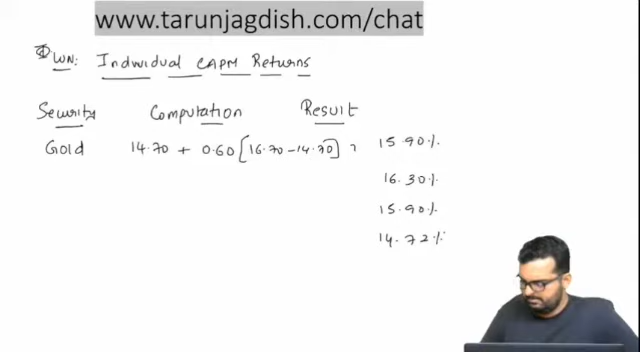 www.tarunjagdish.com/chat
① WN: Individual CAPM Returns
Security Computation Result
Gold 14.70 + 0.60 [16.70 - 14.70] = 15.90%
16.30%
15.90%
14.72%